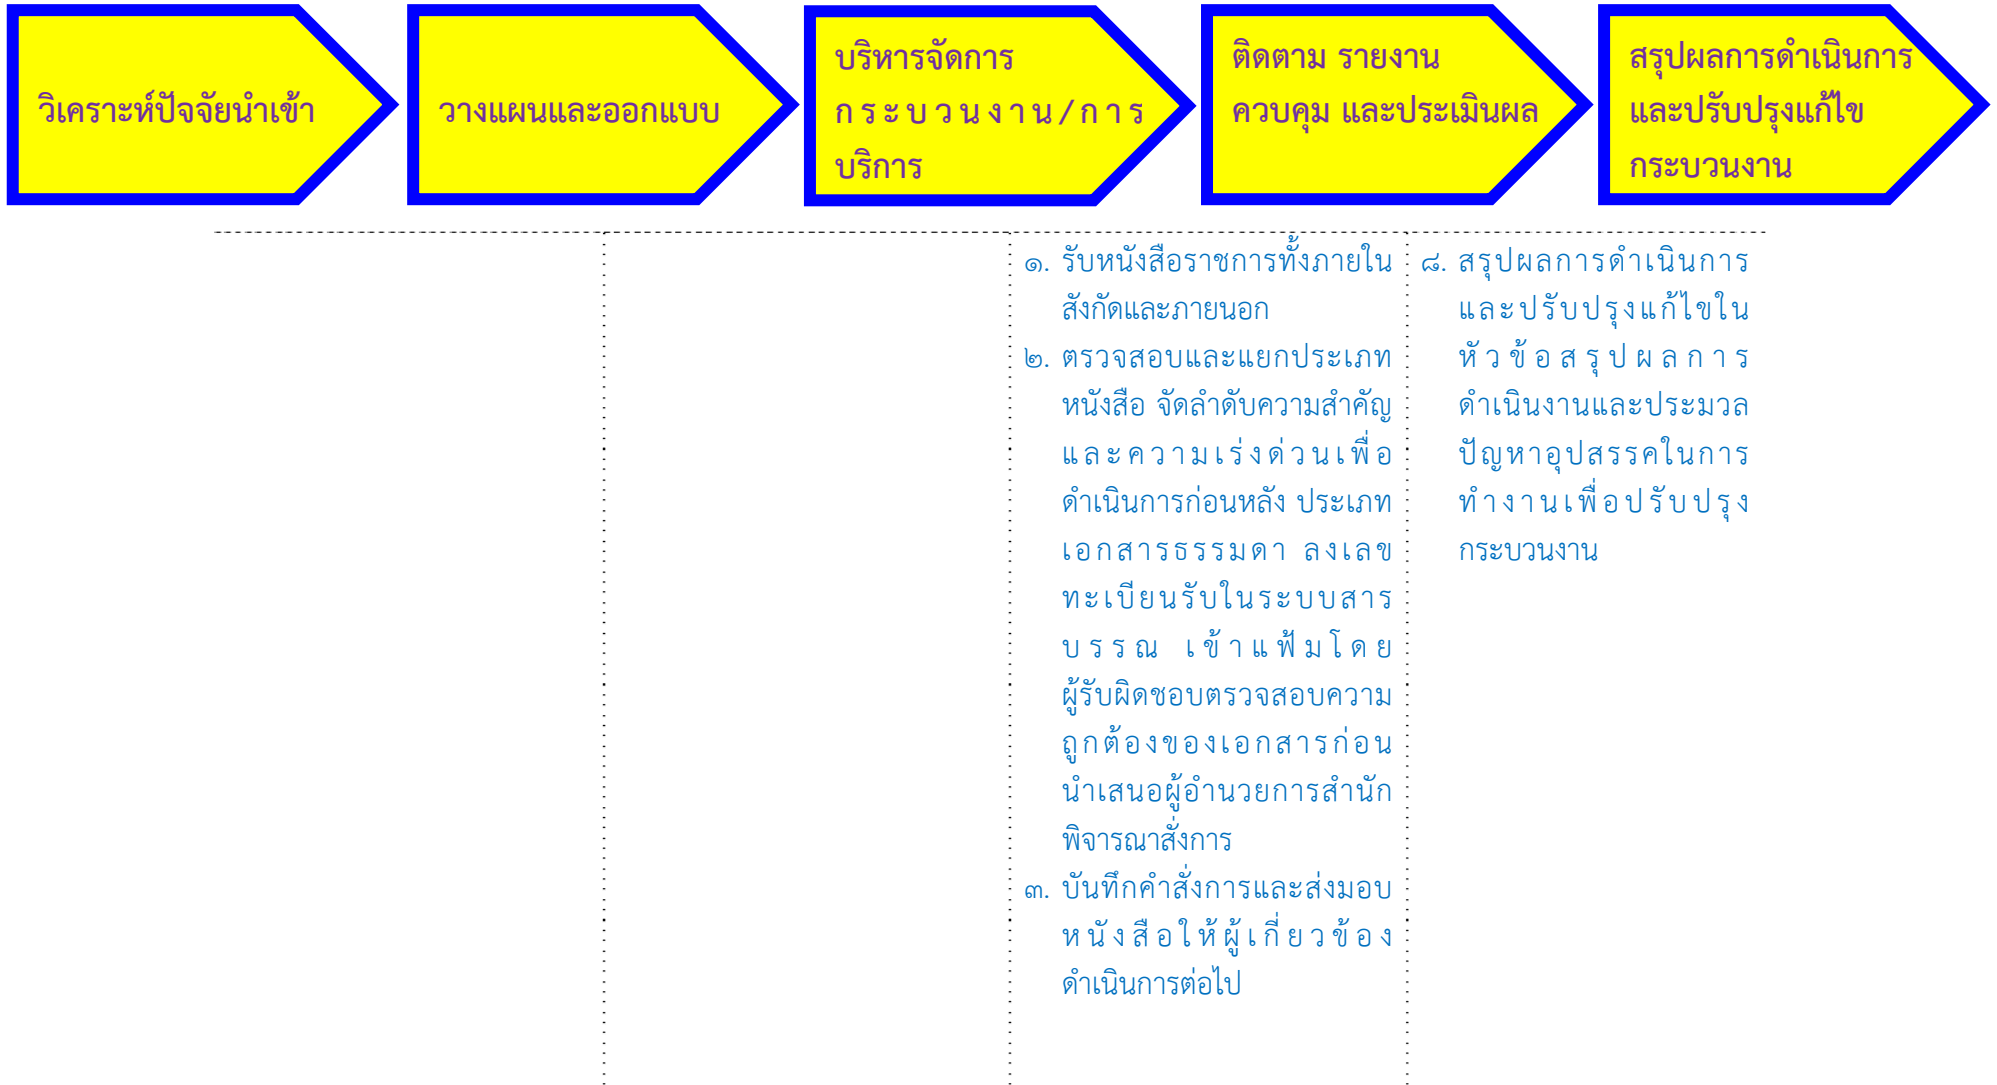 วิเคราะห์ปัจจัยนำเข้า
วางแผนและออกแบบ
บริหารจัดการ
กระบวนงาน/การ
บริการ
ติดตาม รายงาน
ควบคุม และประเมินผล
สรุปผลการดำเนินการ
และปรับปรุงแก้ไข
กระบวนงาน
๑. รับหนังสือราชการทั้งภายใน
สังกัดและภายนอก
๒. ตรวจสอบและแยกประเภท
หนังสือ จัดลำดับความสำคัญ
และความเร่งด่วนเพื่อ
ดำเนินการก่อนหลัง ประเภท
เอกสารธรรมดา ลงเลข
ทะเบียนรับในระบบสาร
บรรณ เข้าแฟ้มโดย
ผู้รับผิดชอบตรวจสอบความ
ถูกต้องของเอกสารก่อน
นำเสนอผู้อำนวยการสำนัก
พิจารณาสั่งการ
๓. บันทึกคำสั่งการและส่งมอบ
หนังสือให้ผู้เกี่ยวข้อง
ดำเนินการต่อไป
๘. สรุปผลการดำเนินการ
และปรับปรุงแก้ไขใน
หัวข้อสรุปผลการ
ดำเนินงานและประมวล
ปัญหาอุปสรรคในการ
ทำงานเพื่อปรับปรุง
กระบวนงาน